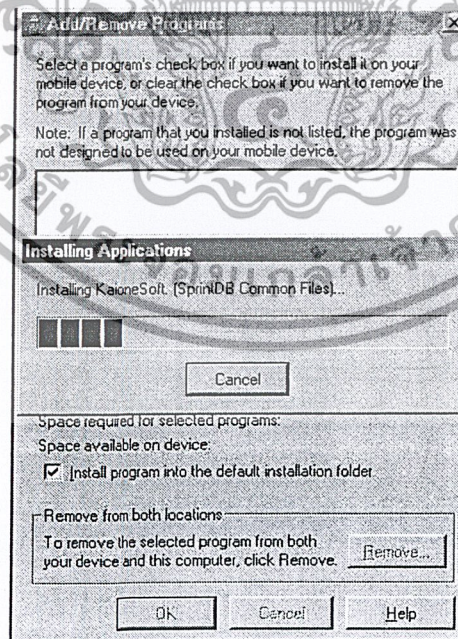 Add/Remove Programs
Select a program's check box if you want to install it on your
mobile device, or clear the check box if you want to remove the
program from your device.
Note: If a program that you installed is not listed, the program was
not designed to be used on your mobile device.
Installing Applications
Installing KaioneSoft. (SprintDB Common Files)...
Cancel
Space required for selected programs:
Space available on device:
Install program into the default installation folder
Remove from both locations
To remove the selected program from both
your device and this computer, click Remove.
Remove...
OK
Cancel
Help